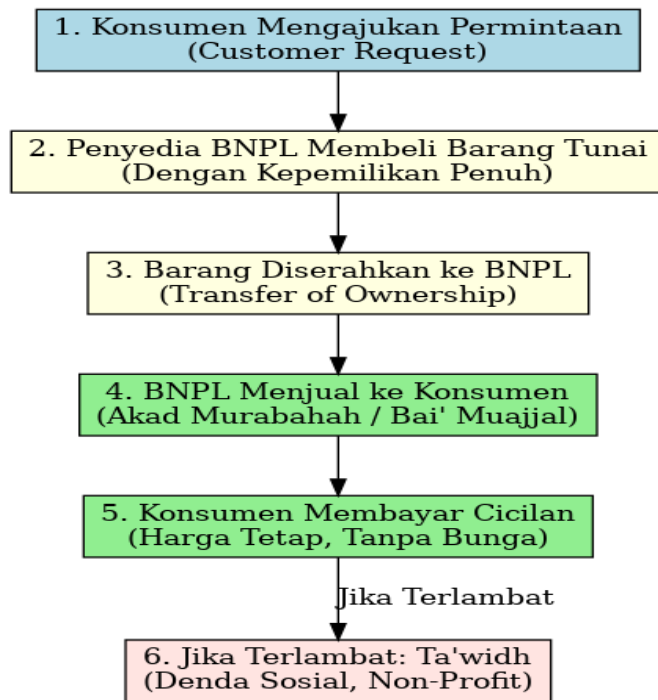 1. Konsumen Mengajukan Permintaan
(Customer Request)
2. Penyedia BNPL Membeli Barang Tunai
(Dengan Kepemilikan Penuh)
3. Barang Diserahkan ke BNPL
(Transfer of Ownership)
4. BNPL Menjual ke Konsumen
(Akad Murabahah / Bai' Muajjal)
5. Konsumen Membayar Cicilan
(Harga Tetap, Tanpa Bunga)
Jika Terlambat
6. Jika Terlambat: Ta'widh
(Denda Sosial, Non-Profit)